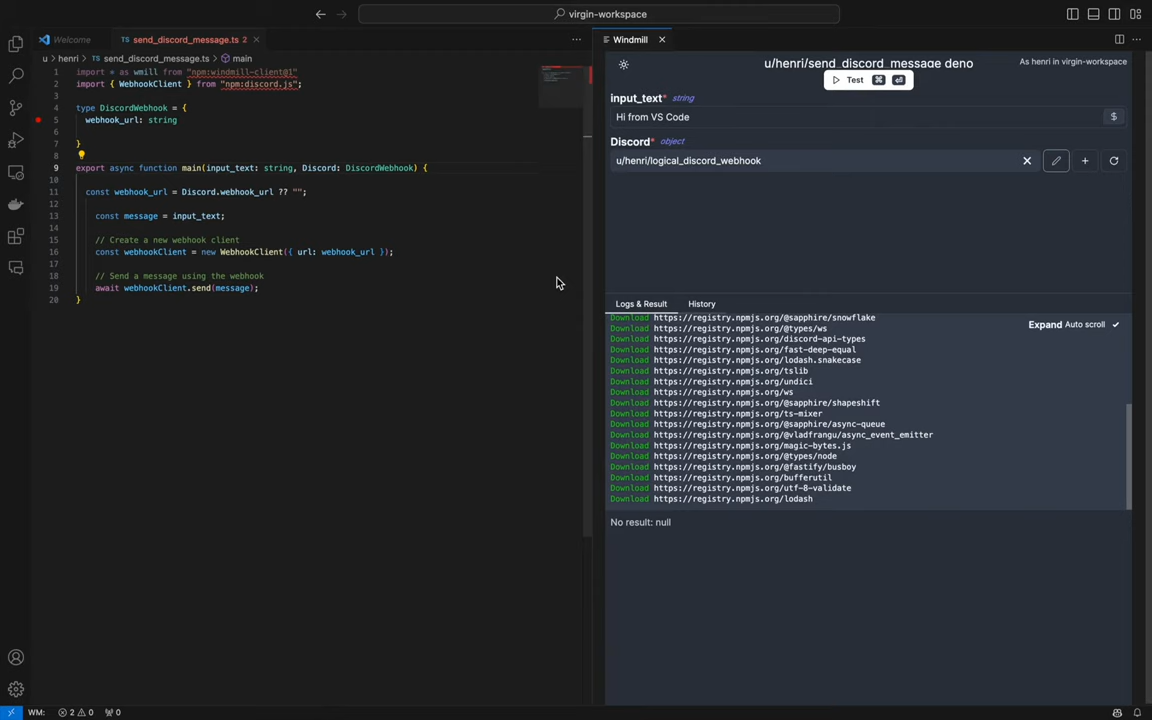 virgin-workspace
Welcome
send_discord_message.ts 2
u > henri > send_discord_message.ts > main
1 import * as wmill from "npm:windmill-client@1"
2 import { WebhookClient } from "npm:discord.js";
3
4 type DiscordWebhook = {
5 webhook_url: string
6
7 }
8
9 export async function main(input_text: string, Discord: DiscordWebhook) {
10
11 const webhook_url = Discord.webhook_url ?? "";
12
13 const message = input_text;
14
15 // Create a new webhook client
16 const webhookClient = new WebhookClient({ url: webhook_url });
17
18 // Send a message using the webhook
19 await webhookClient.send(message);
20 }
Windmill
u/henri/send_discord_message deno
As henri in virgin-workspace
Test ⌘ ⏎
input_text* string
Hi from VS Code
$
Discord* object
u/henri/logical_discord_webhook
Logs & Result History
Download https://registry.npmjs.org/@sapphire/snowflake
Expand Auto scroll
Download https://registry.npmjs.org/@types/ws
Download https://registry.npmjs.org/discord-api-types
Download https://registry.npmjs.org/fast-deep-equal
Download https://registry.npmjs.org/lodash.snakecase
Download https://registry.npmjs.org/tslib
Download https://registry.npmjs.org/undici
Download https://registry.npmjs.org/ws
Download https://registry.npmjs.org/@sapphire/shapeshift
Download https://registry.npmjs.org/ts-mixer
Download https://registry.npmjs.org/@sapphire/async-queue
Download https://registry.npmjs.org/@vladfrangu/async_event_emitter
Download https://registry.npmjs.org/magic-bytes.js
Download https://registry.npmjs.org/@types/node
Download https://registry.npmjs.org/@fastify/busboy
Download https://registry.npmjs.org/bufferutil
Download https://registry.npmjs.org/utf-8-validate
Download https://registry.npmjs.org/lodash
No result: null
WM: 2 0 0